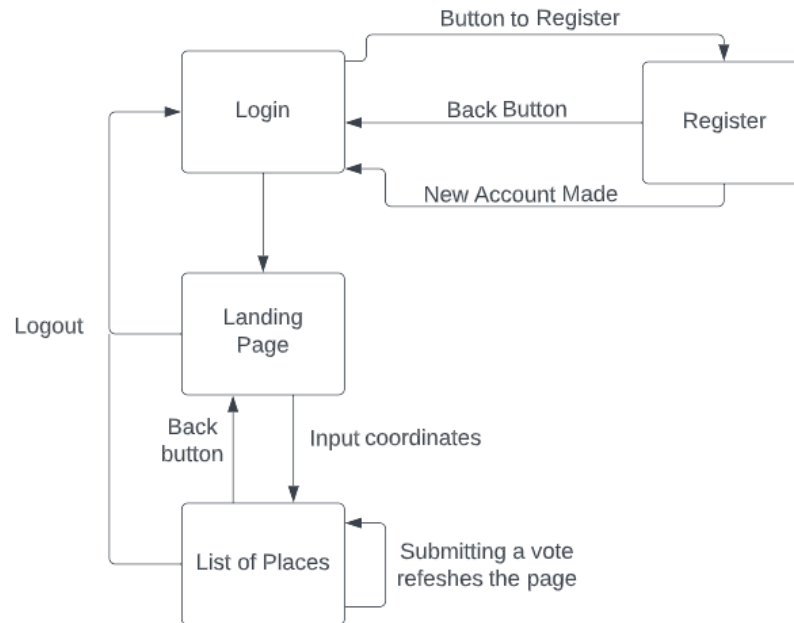 Button to Register
Login
Back Button
Register
New Account Made
Landing
Page
Logout
Back
button
Input coordinates
List of Places
Submitting a vote
refeshes the page